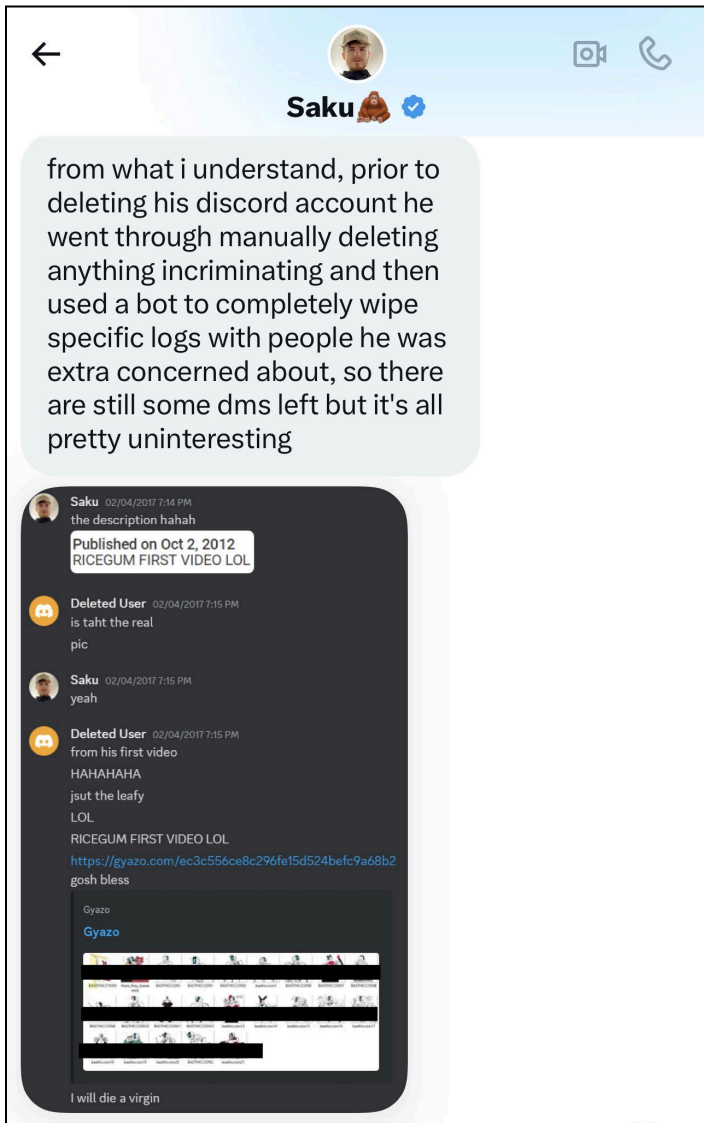 Saku🦧
from what i understand, prior to
deleting his discord account he
went through manually deleting
anything incriminating and then
used a bot to completely wipe
specific logs with people he was
extra concerned about, so there
are still some dms left but it's all
pretty uninteresting
Saku 02/04/2017 7:14 PM
the description hahah
Published on Oct 2, 2012
RICEGUM FIRST VIDEO LOL
Deleted User 02/04/2017 7:15 PM
is taht the real
pic
Saku 02/04/2017 7:15 PM
yeah
Deleted User 02/04/2017 7:15 PM
from his first video
HAHAHAHA
jsut the leafy
LOL
RICEGUM FIRST VIDEO LOL
https://gyazo.com/ec3c556ce8c296fe15d524befc9a68b2
gosh bless
Gyazo
Gyazo
I will die a virgin